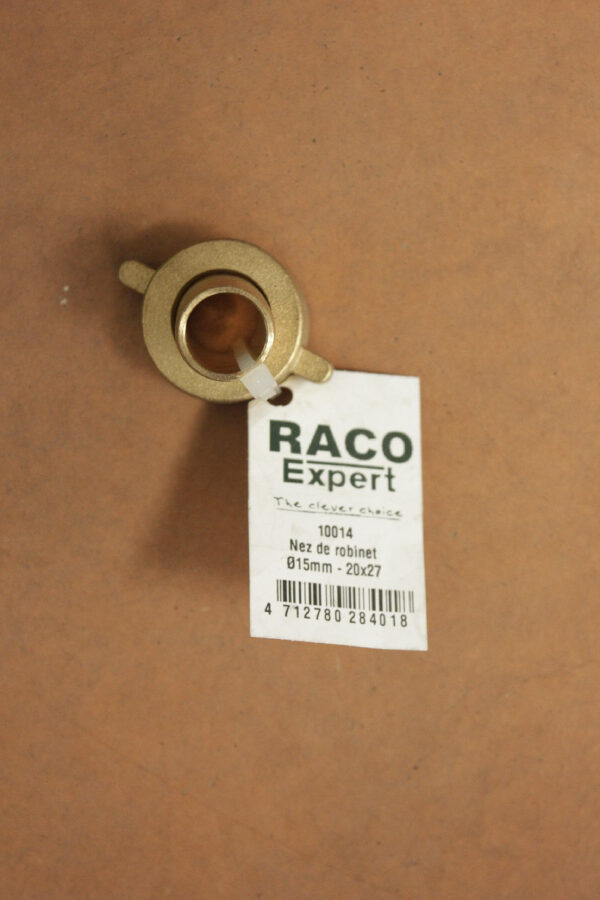 RACO
Expert
The clever choice
10014
Nez de robinet
Ø15mm - 20x27
4 712780 284018